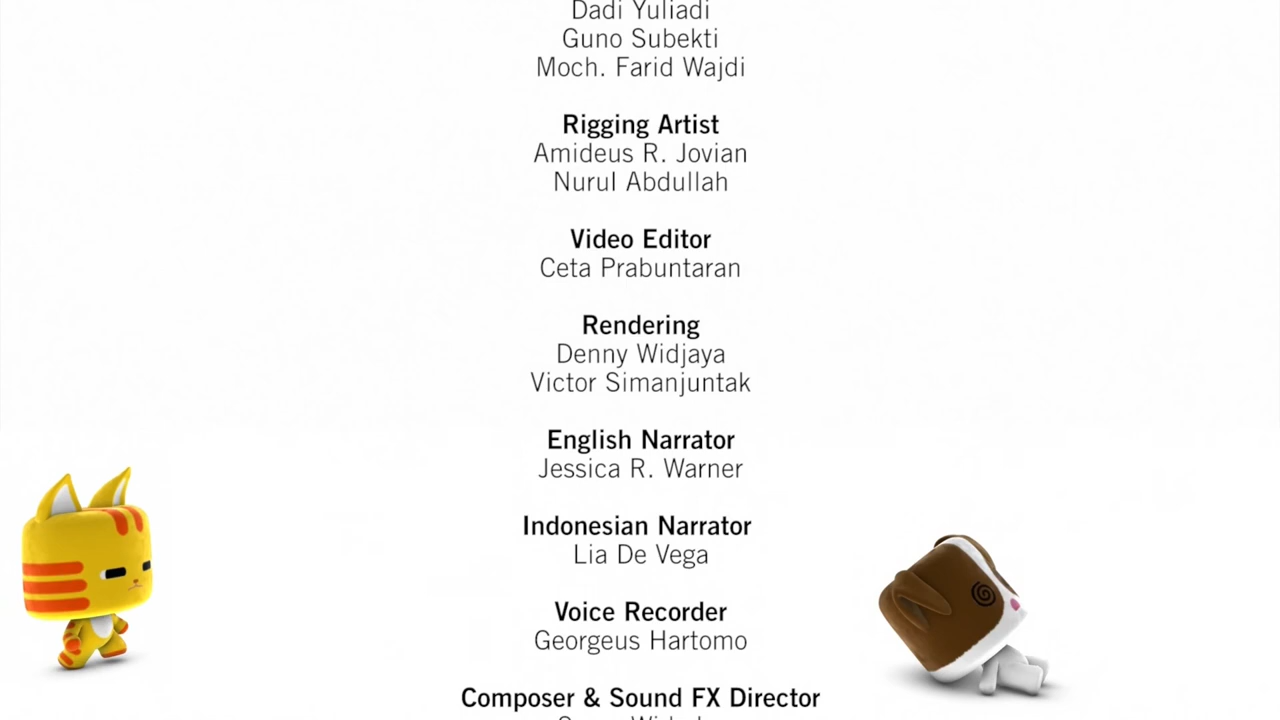 Dadi Yuliadi
Guno Subekti
Moch. Farid Wajdi
Rigging Artist
Amideus R. Jovian
Nurul Abdullah
Video Editor
Ceta Prabuntaran
Rendering
Denny Widjaya
Victor Simanjuntak
English Narrator
Jessica R. Warner
Indonesian Narrator
Lia De Vega
Voice Recorder
Georgeus Hartomo
Composer & Sound FX Director